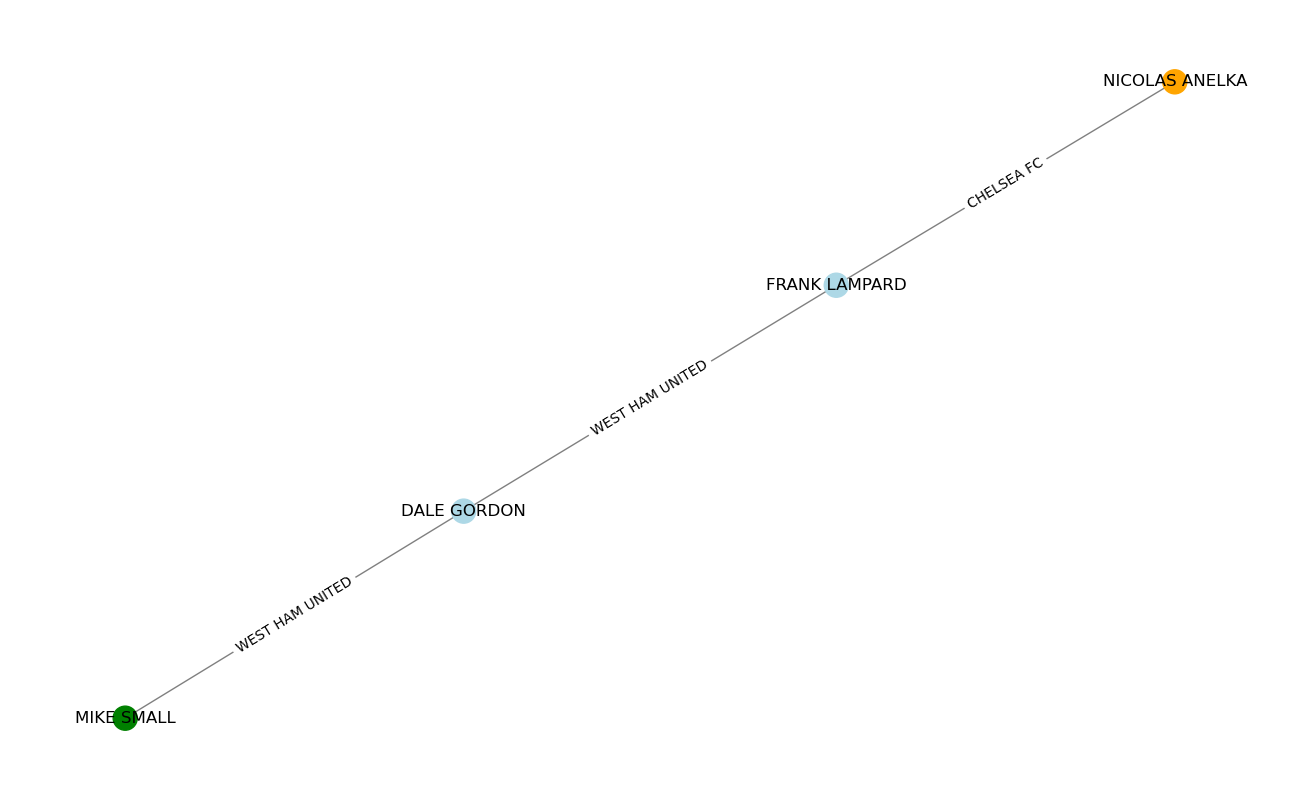 NICOLAS ANELKA
CHELSEA FC
FRANK LAMPARD
WEST HAM UNITED
DALE GORDON
WEST HAM UNITED
MIKE SMALL